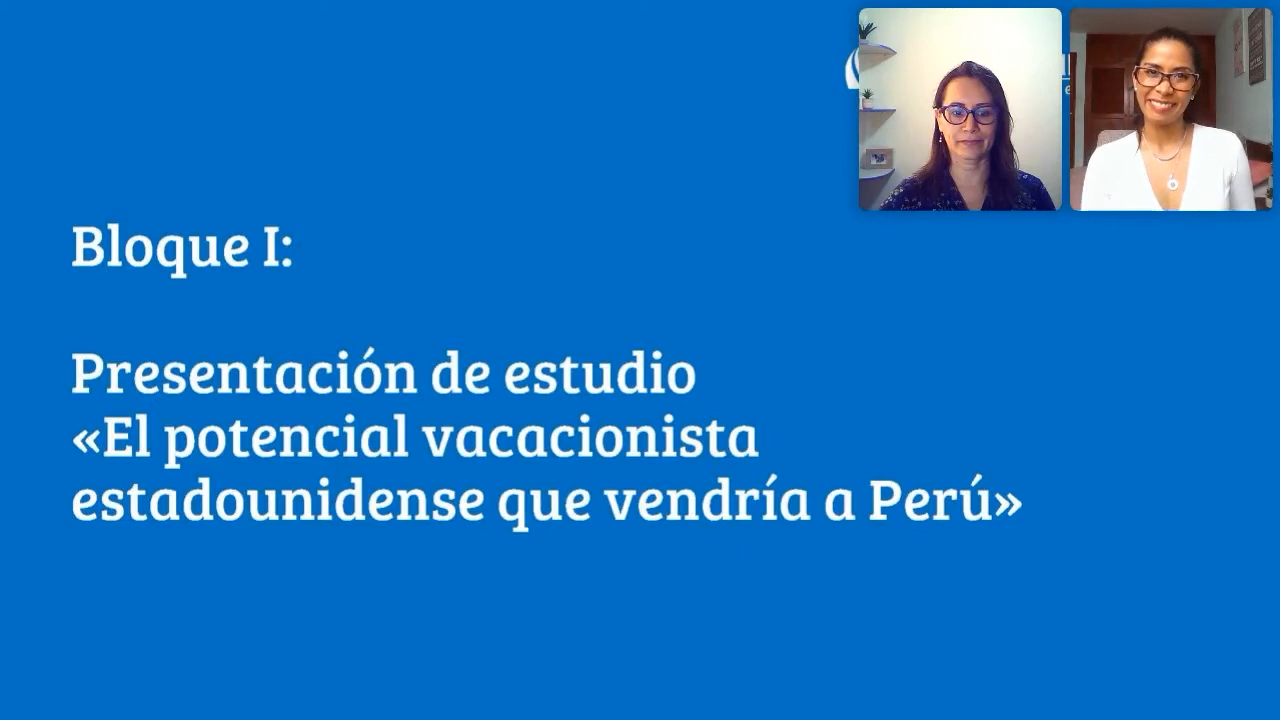 Bloque I:
Presentación de estudio
«El potencial vacacionista
estadounidense que vendría a Perú»